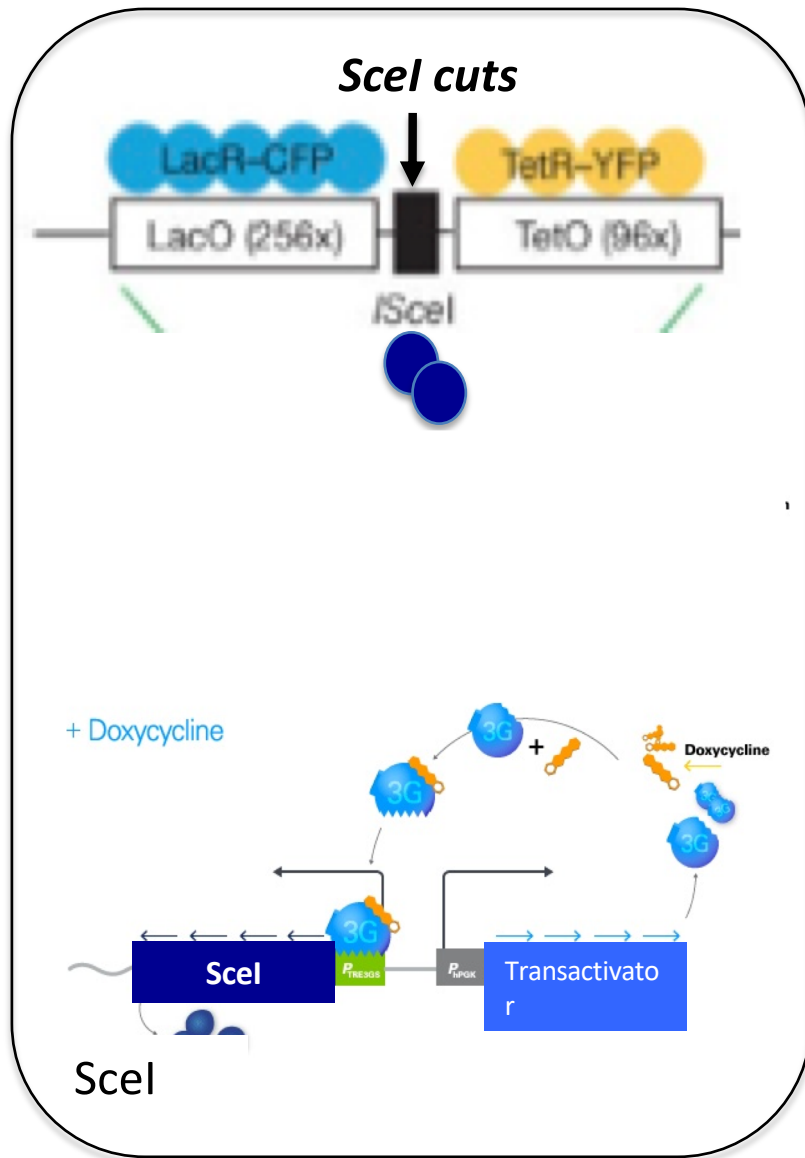 SceI cuts
LacR–CFP
TetR–YFP
LacO (256x)
TetO (96x)
ISceI
+ Doxycycline
3G
+
Doxycycline
3G
3G
3G
3G
3G
SceI
PTRE3GS
PhPGK
Transactivato
r
SceI